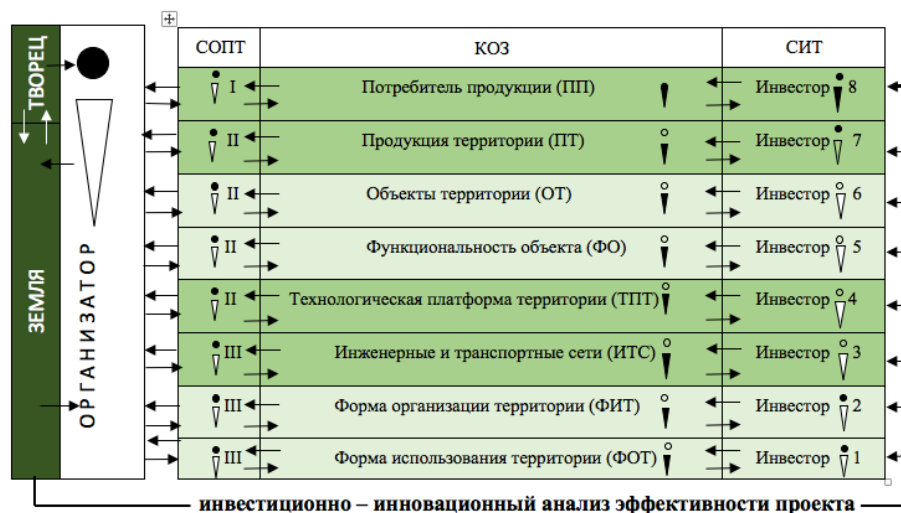 ТВОРЕЦ
ЗЕМЛЯ
ОРГАНИЗАТОР
СОПТ КОЗ СИТ
I Потребитель продукции (ПП) Инвестор 8
II Продукция территории (ПТ) Инвестор 7
II Объекты территории (ОТ) Инвестор 6
II Функциональность объекта (ФО) Инвестор 5
II Технологическая платформа территории (ТПТ) Инвестор 4
III Инженерные и транспортные сети (ИТС) Инвестор 3
III Форма организации территории (ФИТ) Инвестор 2
III Форма использования территории (ФОТ) Инвестор 1
инвестиционно – инновационный анализ эффективности проекта